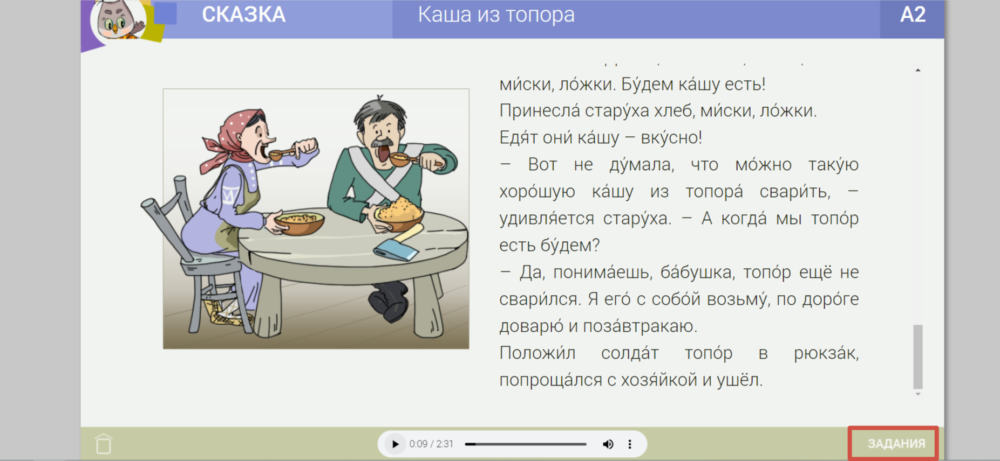 СКАЗКА
Каша из топора
A2
ми́ски, ло́жки. Бу́дем ка́шу есть!
Принесла́ стару́ха хлеб, ми́ски, ло́жки.
Едя́т они́ ка́шу – вку́сно!
– Вот не ду́мала, что мо́жно таку́ю
хоро́шую ка́шу из топора́ свари́ть, –
удивля́ется стару́ха. – А когда́ мы топо́р
есть бу́дем?
– Да, понима́ешь, ба́бушка, топо́р ещё не
свари́лся. Я его́ с собо́й возьму́, по доро́ге
доварю́ и поза́втракаю.
Положи́л солда́т топо́р в рюкза́к,
попроща́лся с хозя́йкой и ушёл.
0:09 / 2:31
ЗАДАНИЯ